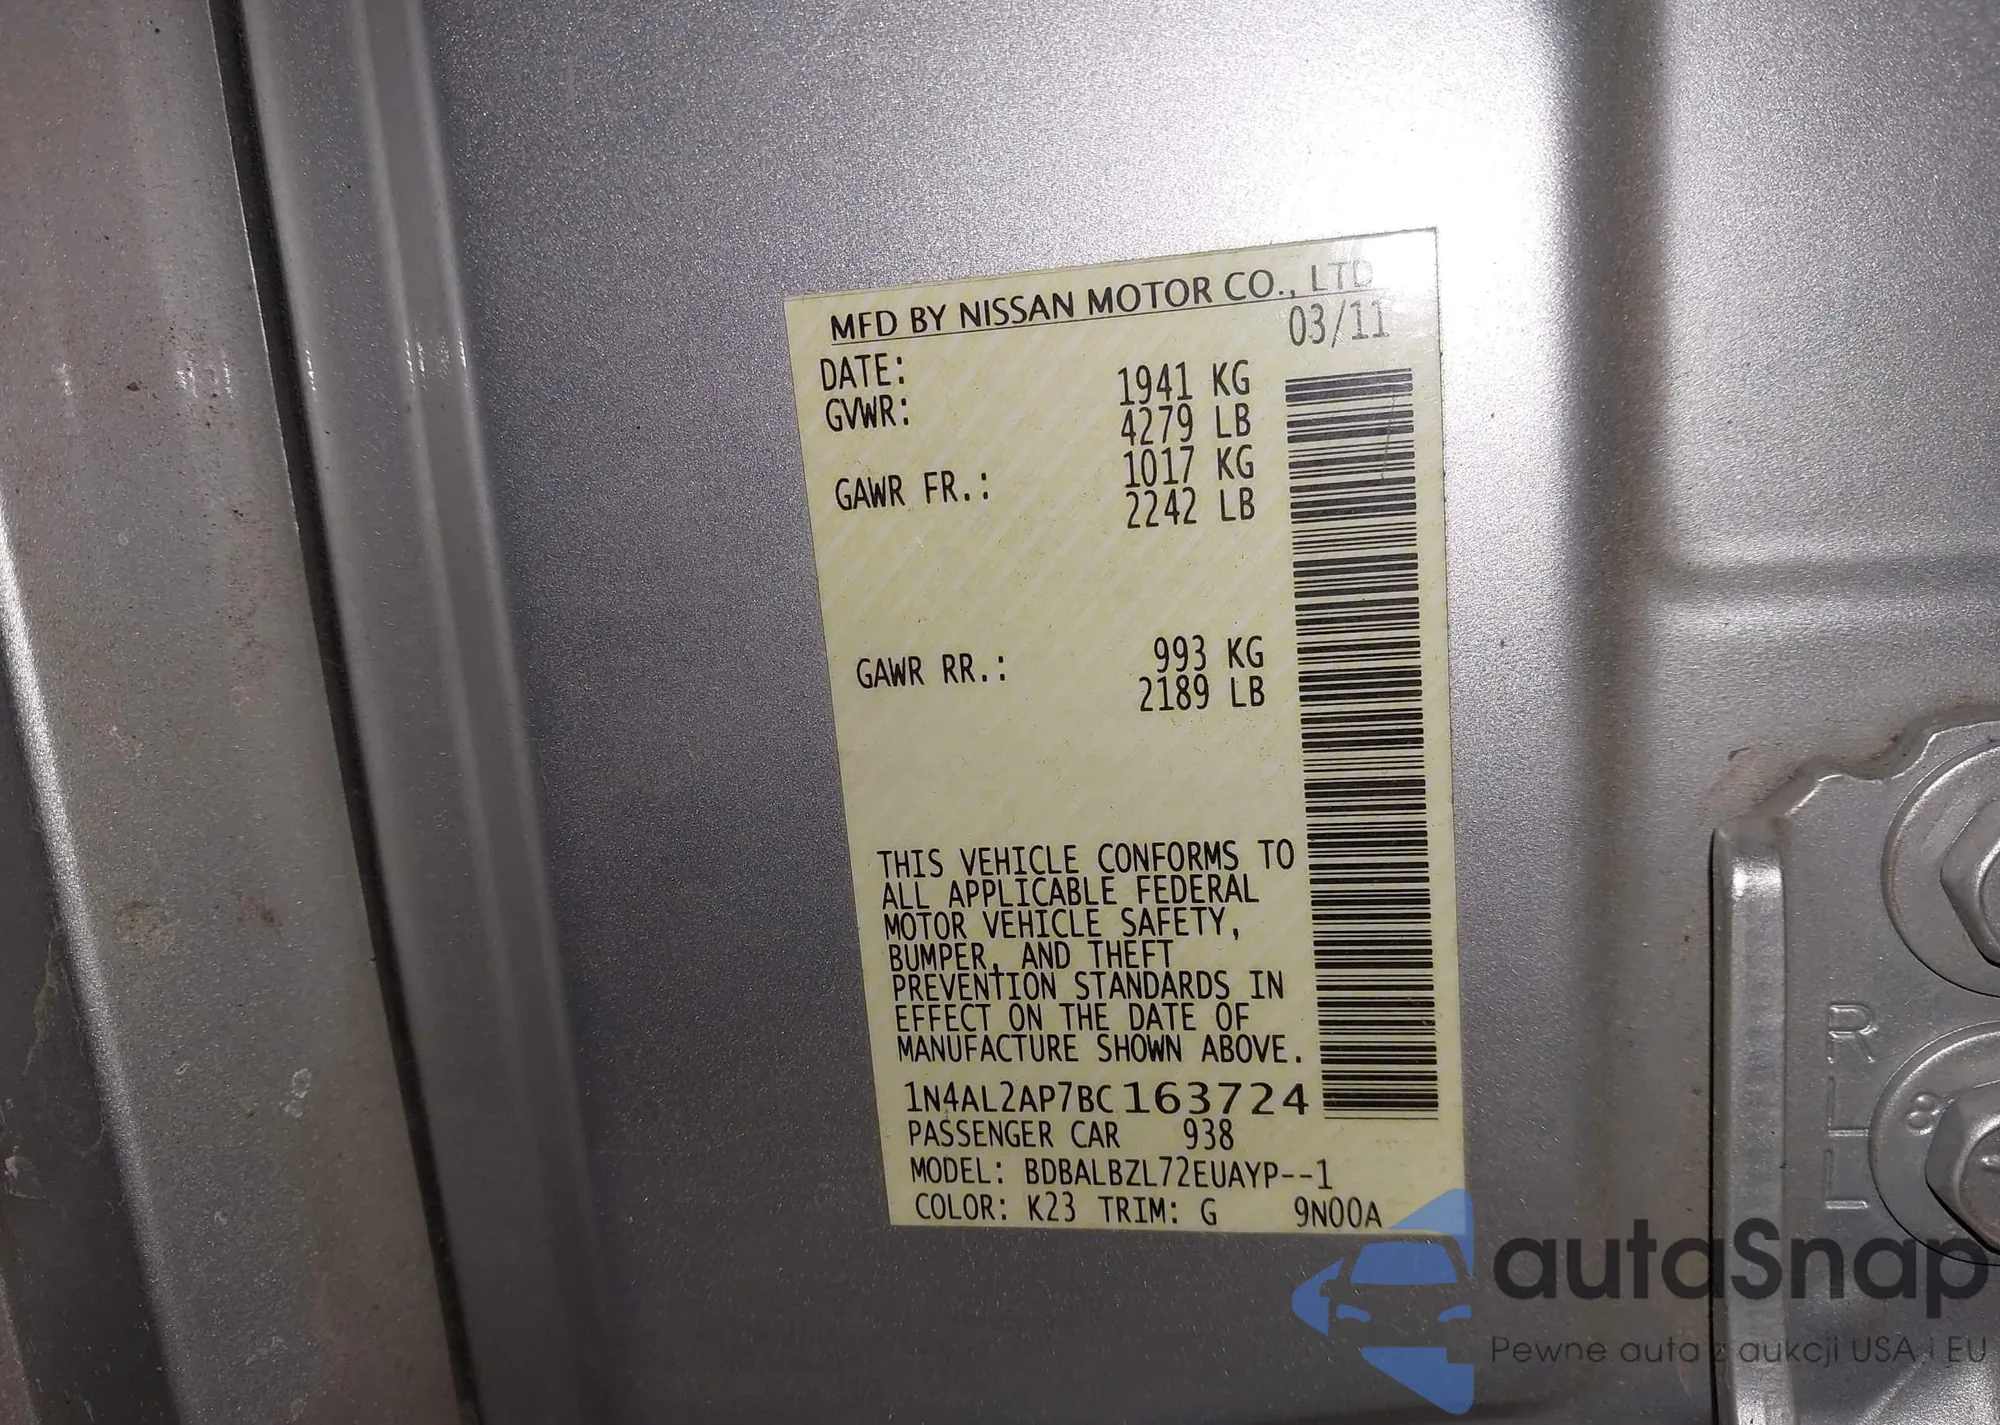 MFD BY NISSAN MOTOR CO., LTD
DATE: 03/11
GVWR: 1941 KG
4279 LB
GAWR FR.: 1017 KG
2242 LB
GAWR RR.: 993 KG
2189 LB
THIS VEHICLE CONFORMS TO
ALL APPLICABLE FEDERAL
MOTOR VEHICLE SAFETY,
BUMPER, AND THEFT
PREVENTION STANDARDS IN
EFFECT ON THE DATE OF
MANUFACTURE SHOWN ABOVE.
1N4AL2AP7BC163724
PASSENGER CAR 938
MODEL: BDBALBZL72EUAYP--1
COLOR: K23 TRIM: G 9N00A
RLLL
8
autoSnap
Pewne auta z aukcji USA i EU